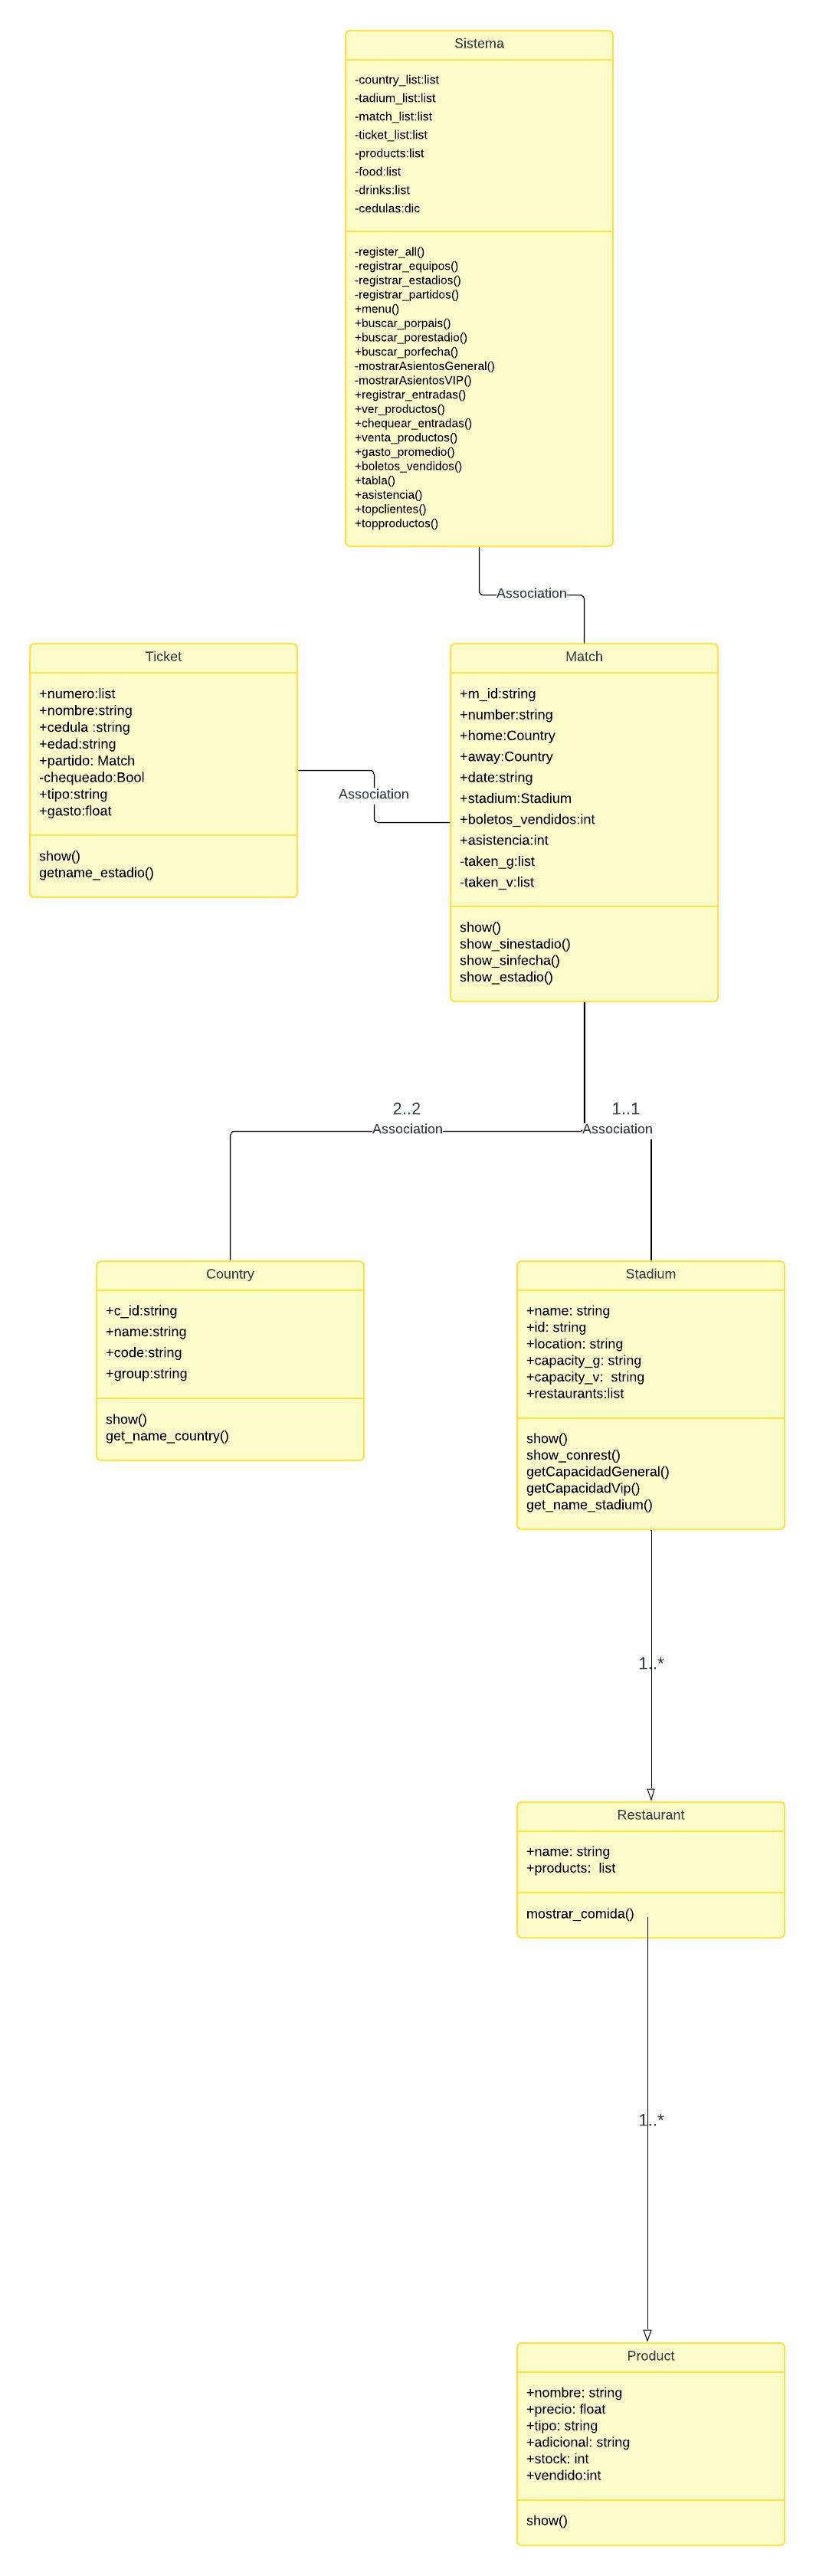 Sistema
-country_list:list
-tadium_list:list
-match_list:list
-ticket_list:list
-products:list
-food:list
-drinks:list
-cedulas:dic
-register_all()
-registrar_equipos()
-registrar_estadios()
-registrar_partidos()
+menu()
+buscar_porpais()
+buscar_porestadio()
+buscar_porfecha()
-mostrarAsientosGeneral()
-mostrarAsientosVIP()
+registrar_entradas()
+ver_productos()
+chequear_entradas()
+venta_productos()
+gasto_promedio()
+boletos_vendidos()
+tabla()
+asistencia()
+topclientes()
+topproductos()
Association
Ticket
+numero:list
+nombre:string
+cedula :string
+edad:string
+partido: Match
-chequeado:Bool
+tipo:string
+gasto:float
show()
getname_estadio()
Association
Match
+m_id:string
+number:string
+home:Country
+away:Country
+date:string
+stadium:Stadium
+boletos_vendidos:int
+asistencia:int
-taken_g:list
-taken_v:list
show()
show_sinestadio()
show_sinfecha()
show_estadio()
2..2
Association
1..1
Association
Country
+c_id:string
+name:string
+code:string
+group:string
show()
get_name_country()
Stadium
+name: string
+id: string
+location: string
+capacity_g: string
+capacity_v:  string
+restaurants:list
show()
show_conrest()
getCapacidadGeneral()
getCapacidadVip()
get_name_stadium()
1..*
Restaurant
+name: string
+products:  list
mostrar_comida()
1..*
Product
+nombre: string
+precio: float
+tipo: string
+adicional: string
+stock: int
+vendido:int
show()